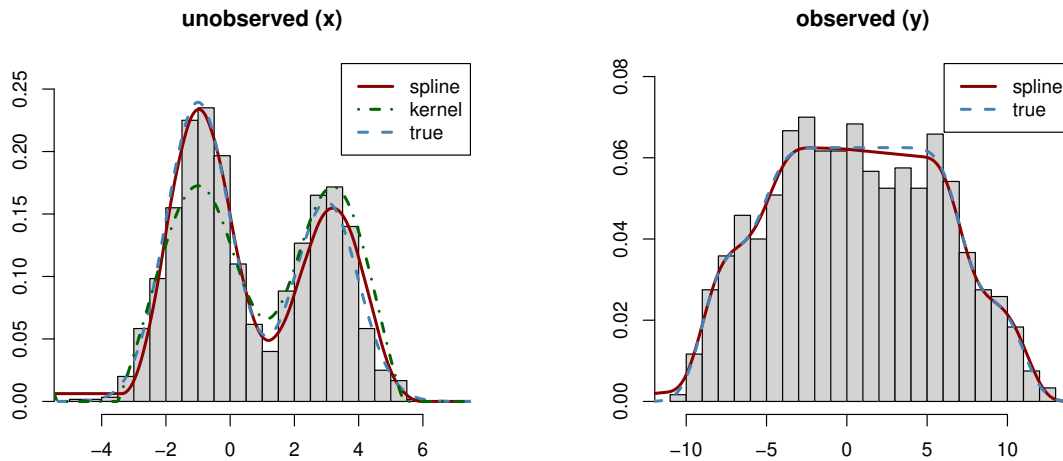 unobserved (x)
0.00 0.05 0.10 0.15 0.20 0.25
−4 −2 0 2 4 6
spline
kernel
true
observed (y)
0.00 0.02 0.04 0.06 0.08
−10 −5 0 5 10
spline
true